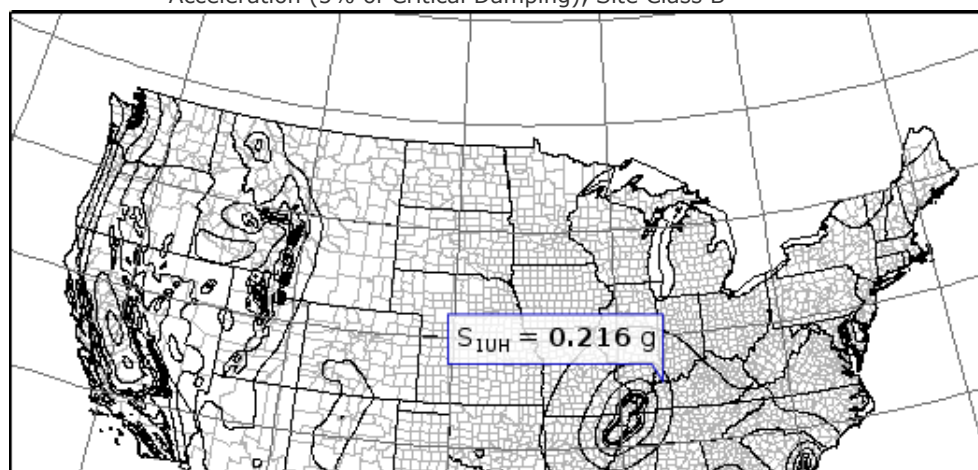 Acceleration (5% of Critical Damping), Site Class B
S1UH = 0.216 g